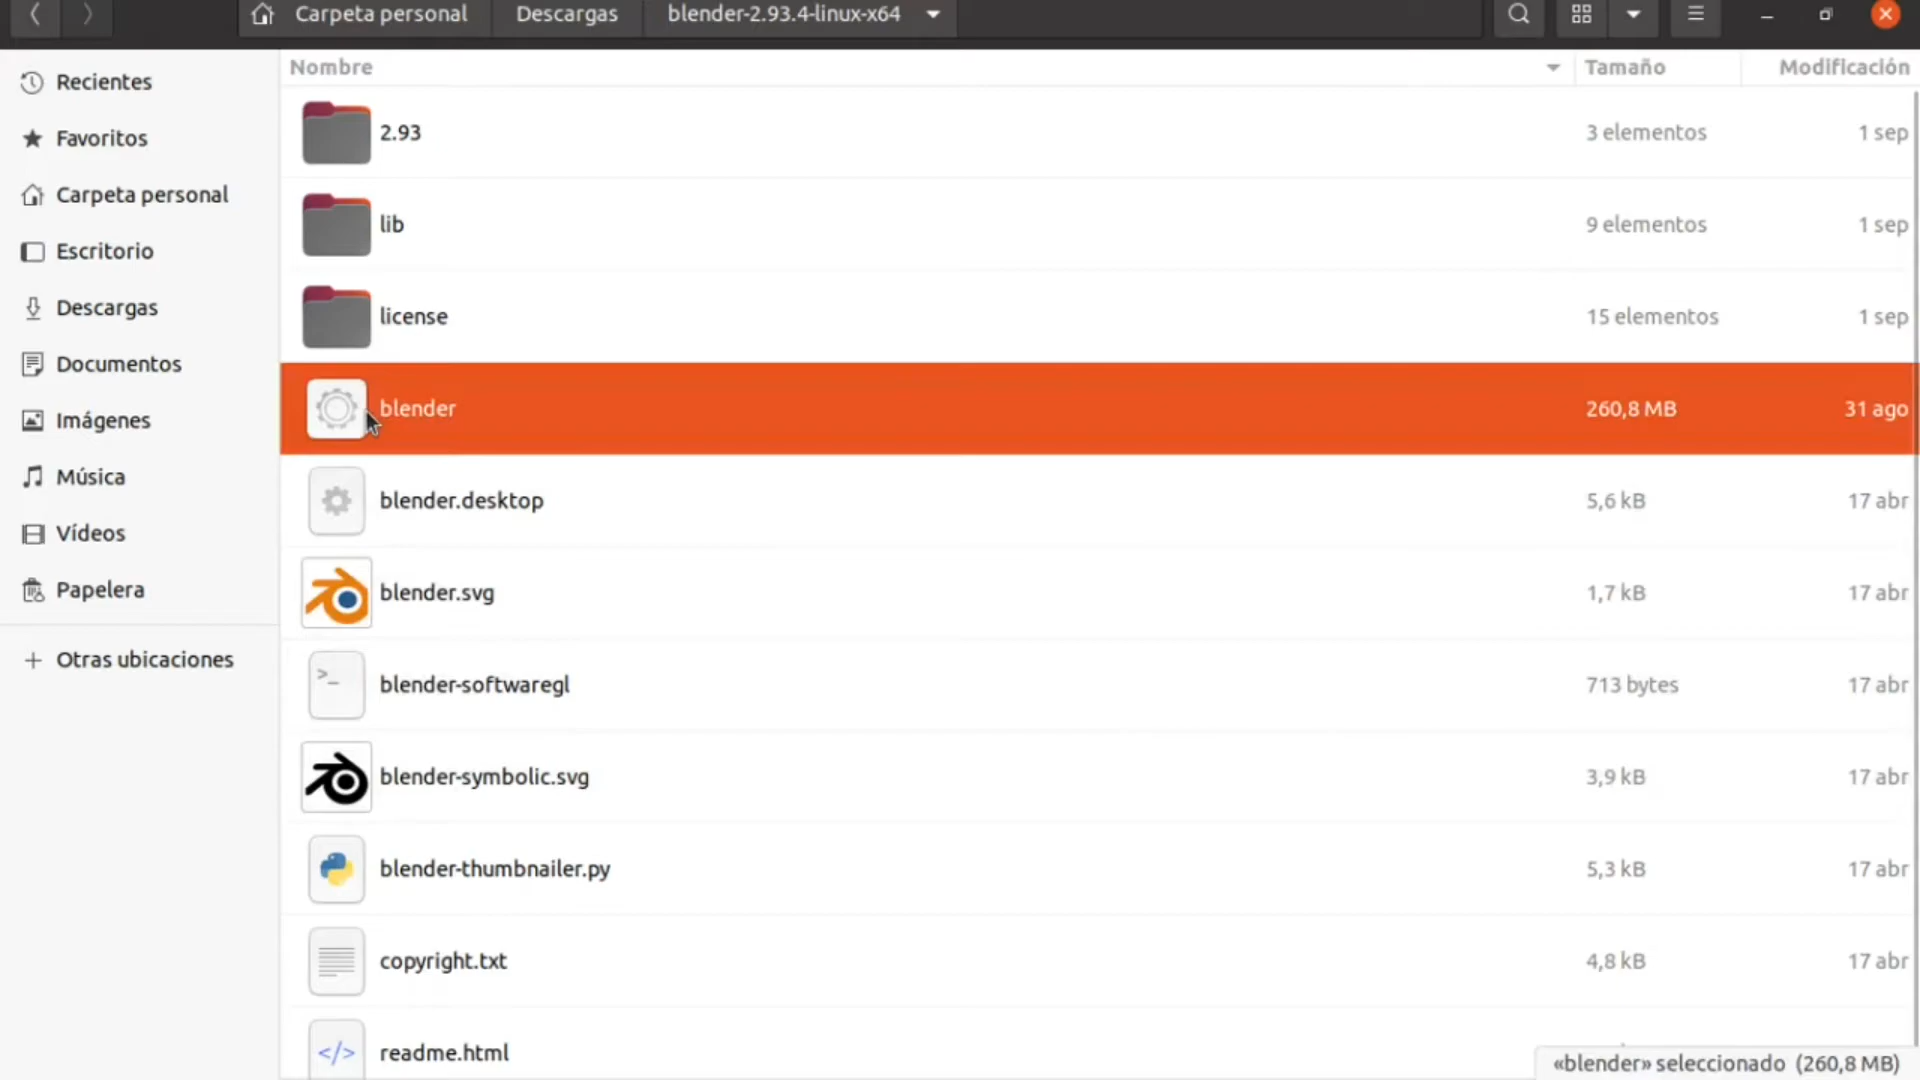 Carpeta personal Descargas blender-2.93.4-linux-x64
Nombre Tamaño Modificación
Recientes
Favoritos
Carpeta personal
Escritorio
Descargas
Documentos
Imágenes
Música
Vídeos
Papelera
Otras ubicaciones
2.93 3 elementos 1 sep
lib 9 elementos 1 sep
license 15 elementos 1 sep
blender 260,8 MB 31 ago
blender.desktop 5,6 kB 17 abr
blender.svg 1,7 kB 17 abr
>_
blender-softwaregl 713 bytes 17 abr
blender-symbolic.svg 3,9 kB 17 abr
blender-thumbnailer.py 5,3 kB 17 abr
copyright.txt 4,8 kB 17 abr
</> readme.html
«blender» seleccionado (260,8 MB)